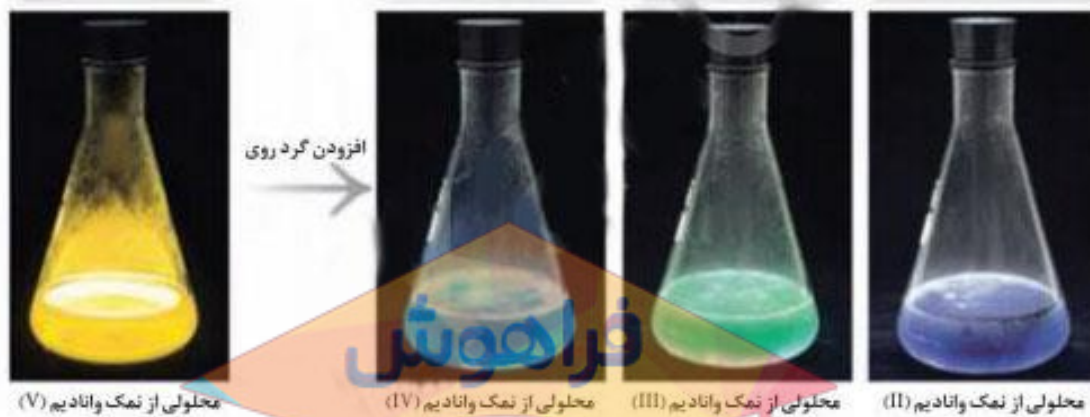 افزودن گرد روی
فراهوش
محلولی از نمک وانادیم (II)
محلولی از نمک وانادیم (III)
محلولی از نمک وانادیم (IV)
محلولی از نمک وانادیم (V)